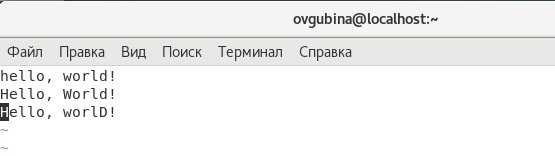 ovgubina@localhost:~
Файл Правка Вид Поиск Терминал Справка
hello, world!
Hello, World!
Hello, worlD!
~
~